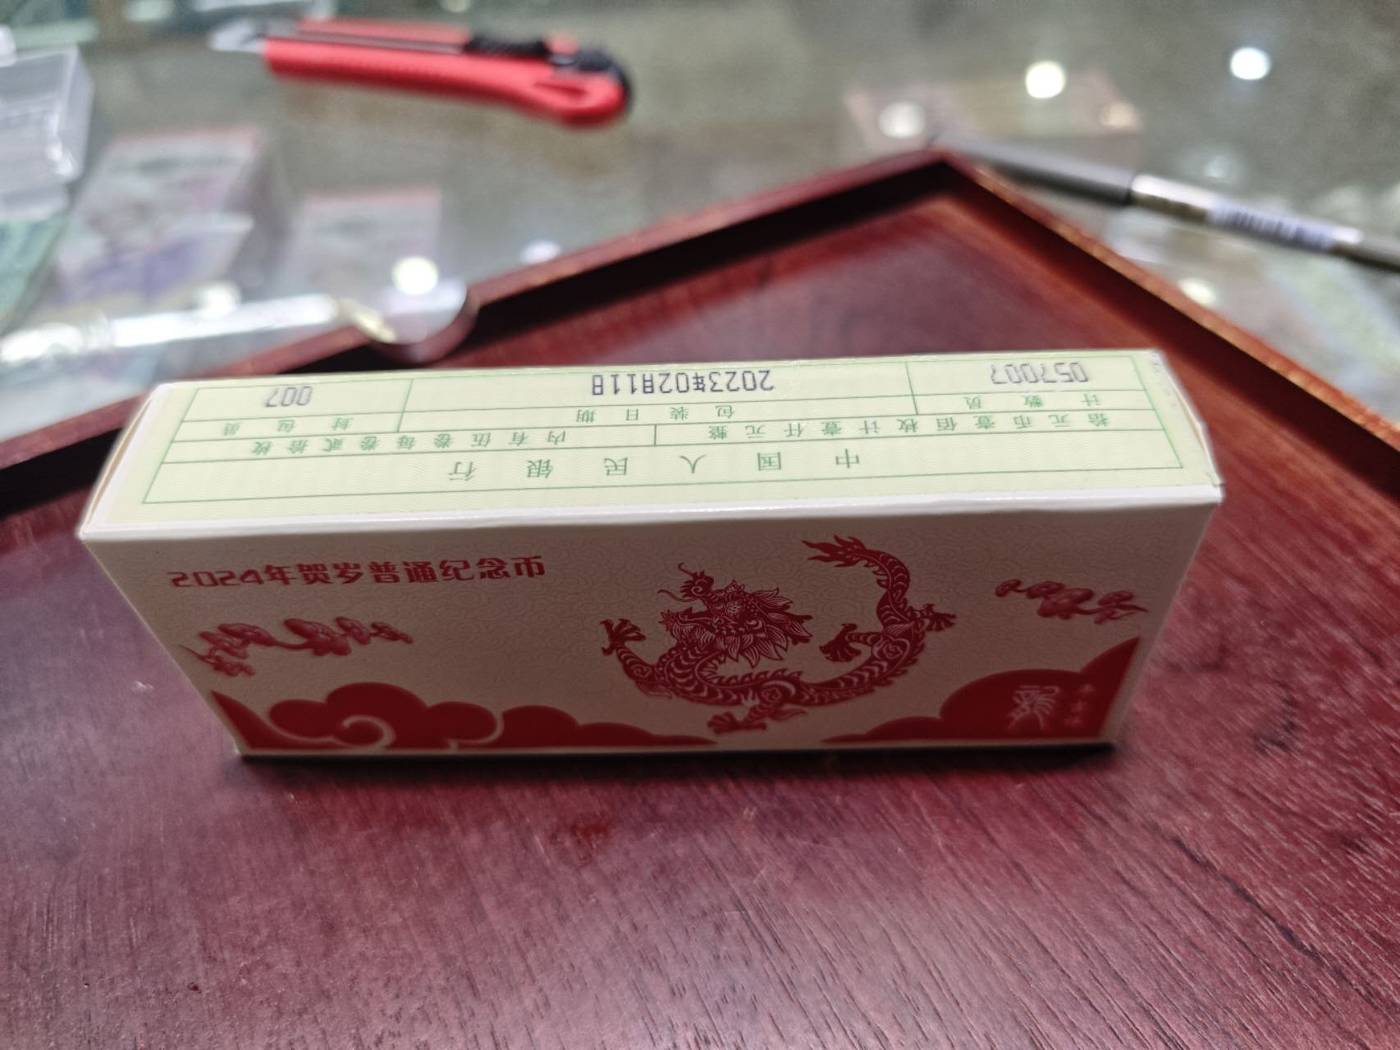 中国人民银行
拾元币壹佰枚计壹仟元整 内有伍卷每卷贰拾枚
计数员 包装日期 封包员
057007 2023年02月11日 007
2024年贺岁普通纪念币